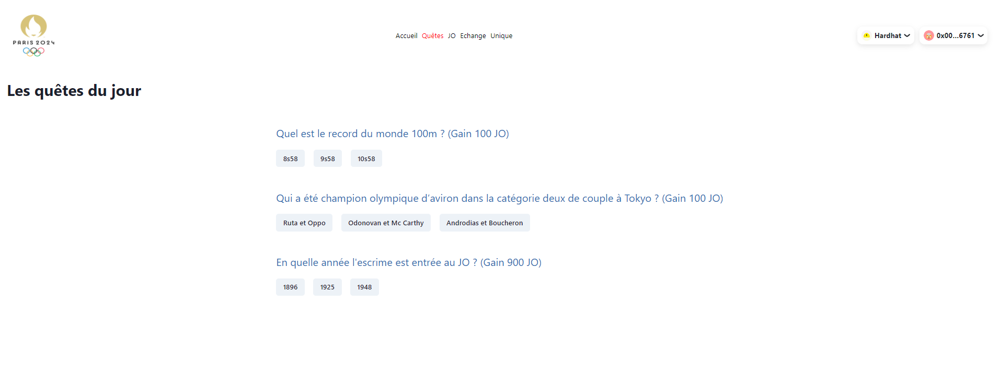 PARIS 2024
Accueil Quêtes JO Echange Unique
Hardhat 0x00...6761
Les quêtes du jour
Quel est le record du monde 100m ? (Gain 100 JO)
8s58 9s58 10s58
Qui a été champion olympique d’aviron dans la catégorie deux de couple à Tokyo ? (Gain 100 JO)
Ruta et Oppo Odonovan et Mc Carthy Androdias et Boucheron
En quelle année l'escrime est entrée au JO ? (Gain 900 JO)
1896 1925 1948